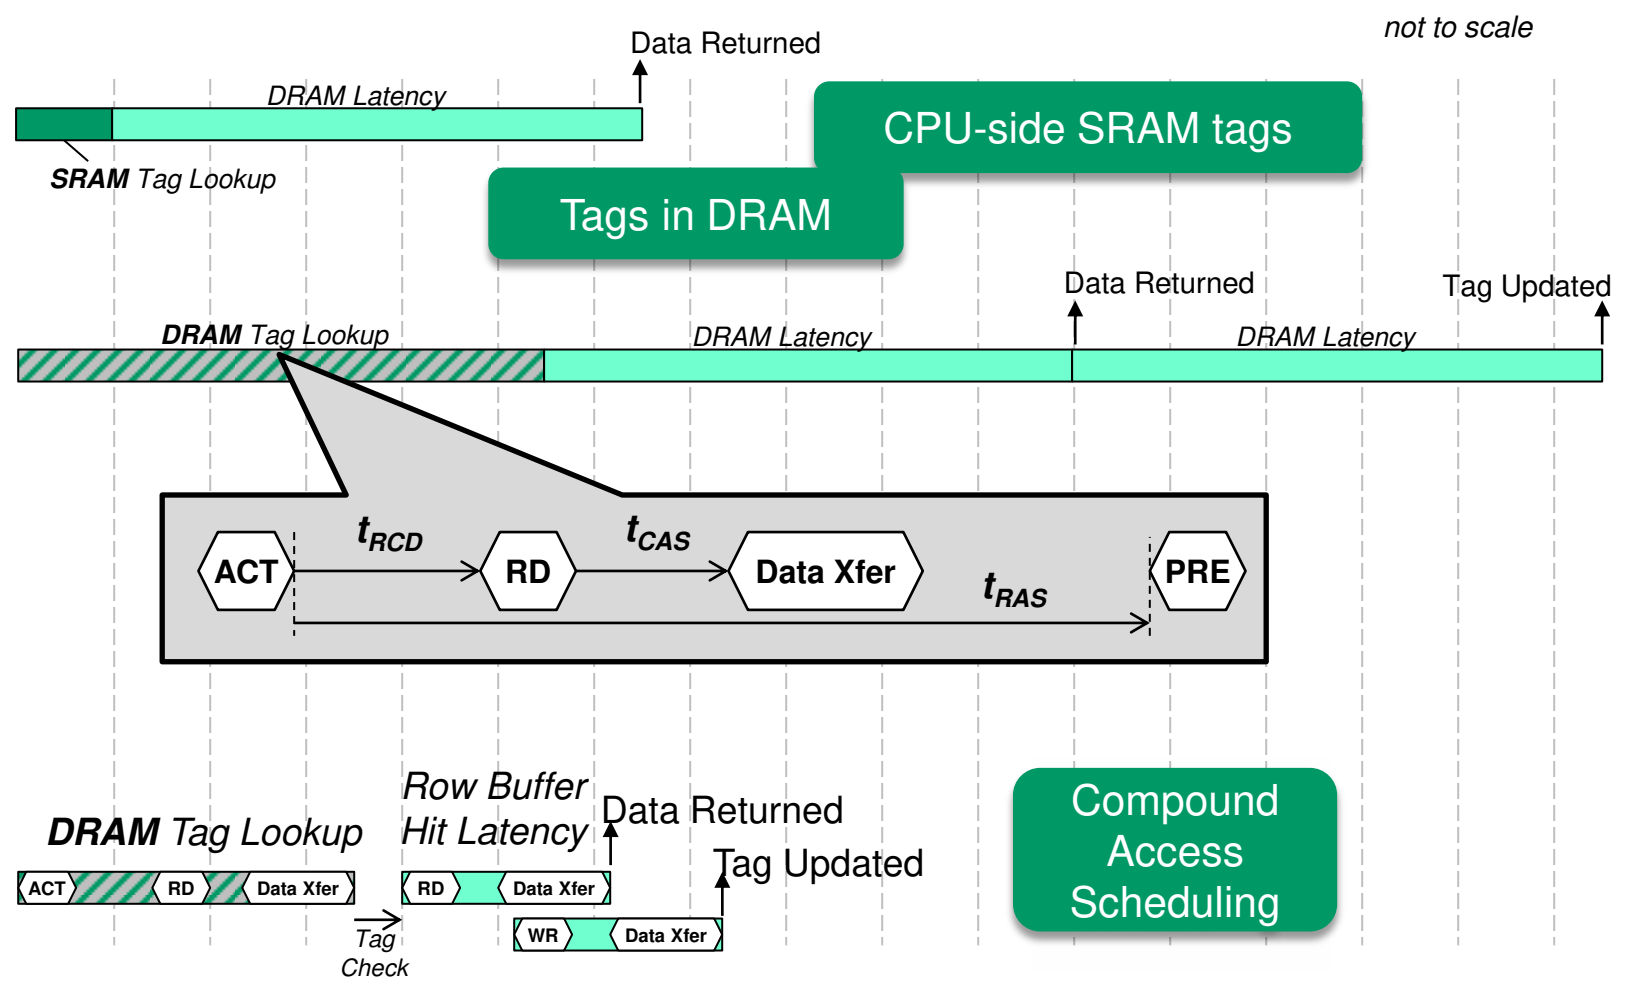 not to scale
Data Returned
DRAM Latency
CPU-side SRAM tags
SRAM Tag Lookup
Tags in DRAM
Data Returned
Tag Updated
DRAM Tag Lookup
DRAM Latency
DRAM Latency
tRCD
tCAS
ACT
RD
Data Xfer
tRAS
PRE
Row Buffer
Hit Latency
DRAM Tag Lookup
Data Returned
Tag Updated
Compound
Access
Scheduling
ACT
RD
Data Xfer
RD
Data Xfer
WR
Data Xfer
Tag
Check